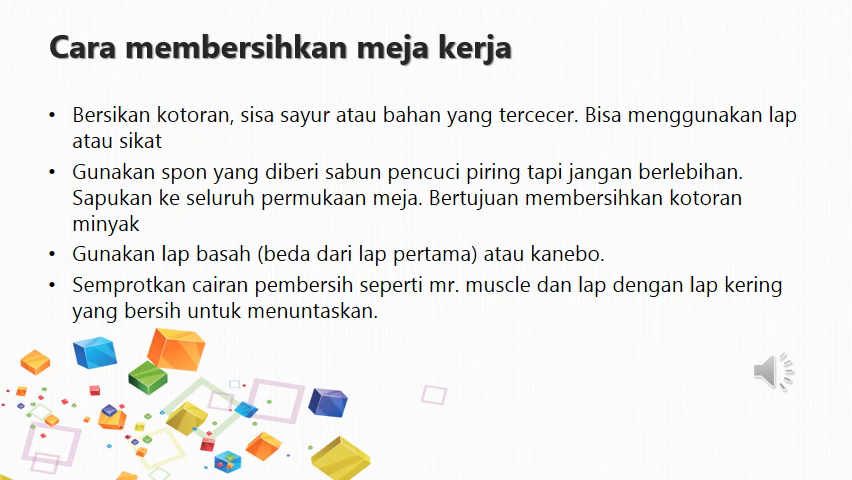 Cara membersihkan meja kerja
• Bersikan kotoran, sisa sayur atau bahan yang tercecer. Bisa menggunakan lap
atau sikat
• Gunakan spon yang diberi sabun pencuci piring tapi jangan berlebihan.
Sapukan ke seluruh permukaan meja. Bertujuan membersihkan kotoran
minyak
• Gunakan lap basah (beda dari lap pertama) atau kanebo.
• Semprotkan cairan pembersih seperti mr. muscle dan lap dengan lap kering
yang bersih untuk menuntaskan.